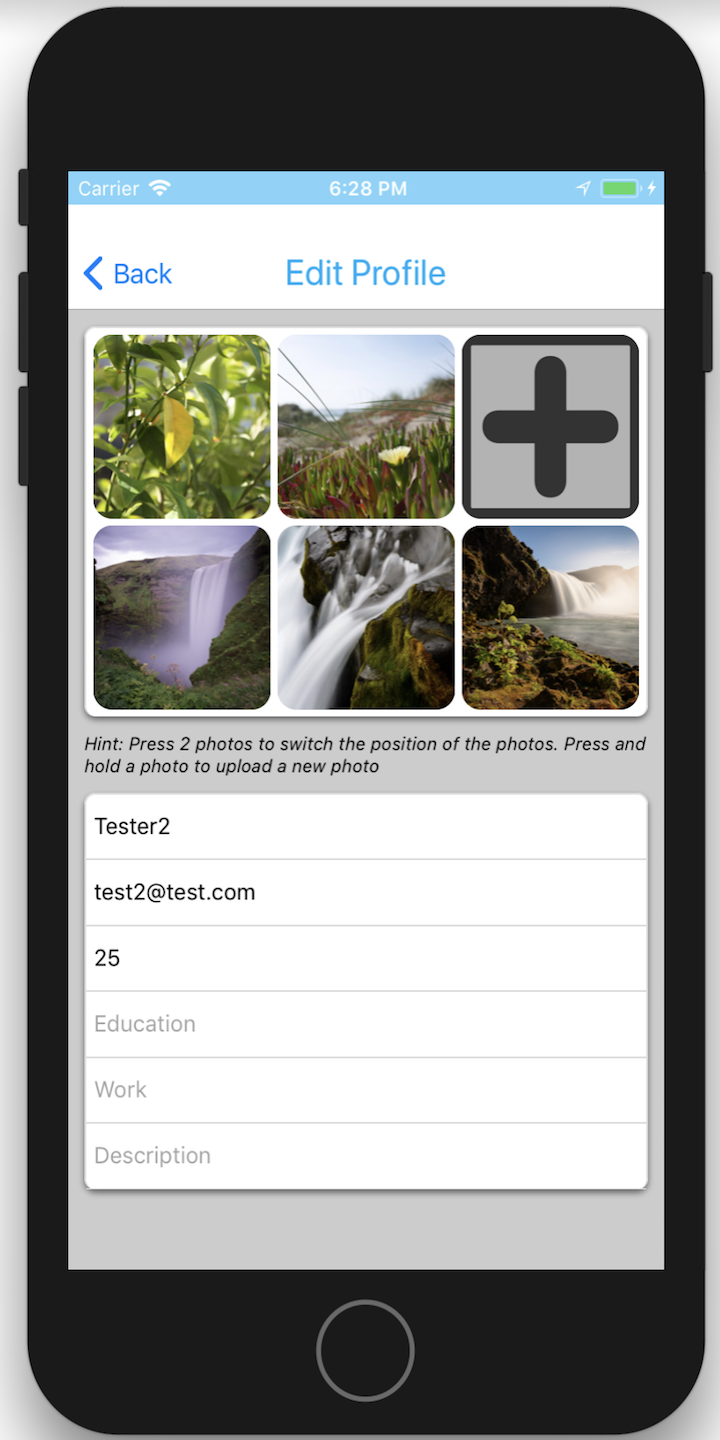 Carrier 6:28 PM
Back Edit Profile
Hint: Press 2 photos to switch the position of the photos. Press and
hold a photo to upload a new photo
Tester2
test2@test.com
25
Education
Work
Description